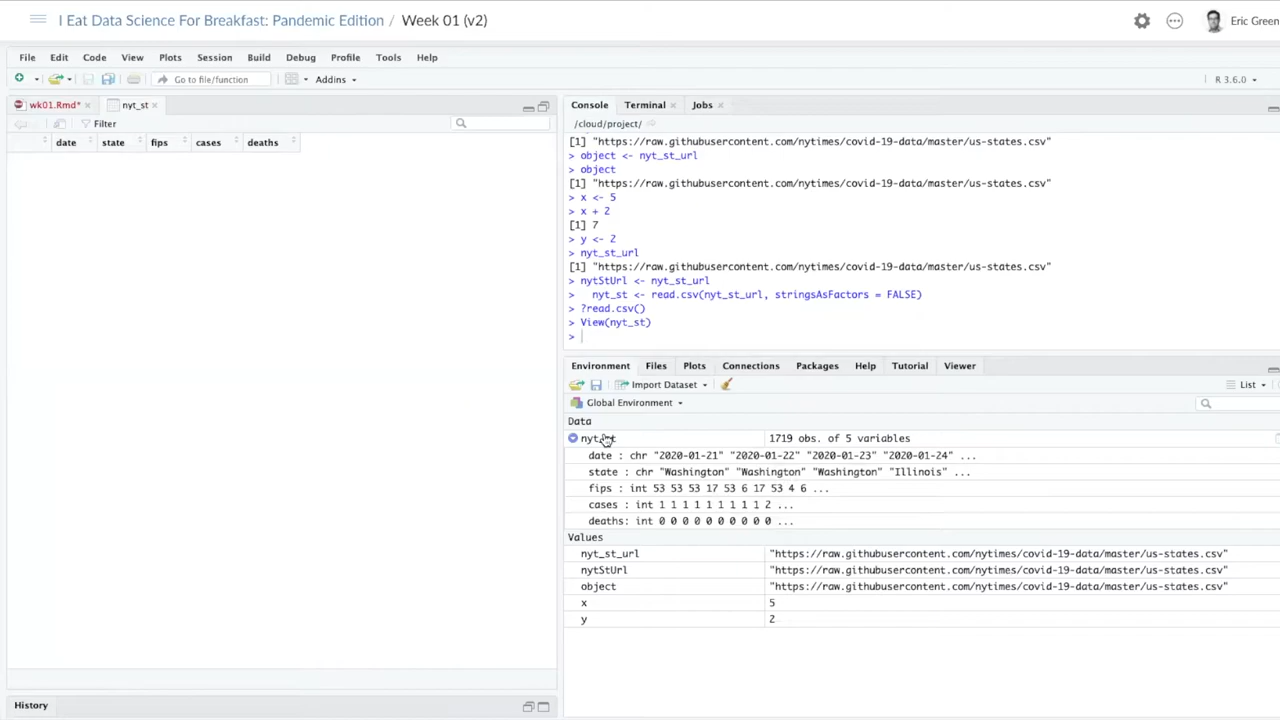 I Eat Data Science For Breakfast: Pandemic Edition / Week 01 (v2)
Eric Green
File Edit Code View Plots Session Build Debug Profile Tools Help
Go to file/function Addins R 3.6.0
wk01.Rmd* nyt_st
Filter
date state fips cases deaths
Console Terminal Jobs
/cloud/project/
[1] "https://raw.githubusercontent.com/nytimes/covid-19-data/master/us-states.csv"
> object <- nyt_st_url
> object
[1] "https://raw.githubusercontent.com/nytimes/covid-19-data/master/us-states.csv"
> x <- 5
> x + 2
[1] 7
> y <- 2
> nyt_st_url
[1] "https://raw.githubusercontent.com/nytimes/covid-19-data/master/us-states.csv"
> nytStUrl <- nyt_st_url
> nyt_st <- read.csv(nyt_st_url, stringsAsFactors = FALSE)
> ?read.csv()
> View(nyt_st)
>
Environment Files Plots Connections Packages Help Tutorial Viewer
Import Dataset List
Global Environment
Data
1719 obs. of 5 variables
date : chr "2020-01-21" "2020-01-22" "2020-01-23" "2020-01-24" ...
state : chr "Washington" "Washington" "Washington" "Illinois" ...
fips : int 53 53 53 17 53 6 17 53 4 6 ...
cases : int 1 1 1 1 1 1 1 1 1 2 ...
deaths: int 0 0 0 0 0 0 0 0 0 0 ...
Values
nyt_st_url "https://raw.githubusercontent.com/nytimes/covid-19-data/master/us-states.csv"
nytStUrl "https://raw.githubusercontent.com/nytimes/covid-19-data/master/us-states.csv"
object "https://raw.githubusercontent.com/nytimes/covid-19-data/master/us-states.csv"
x 5
y 2
History